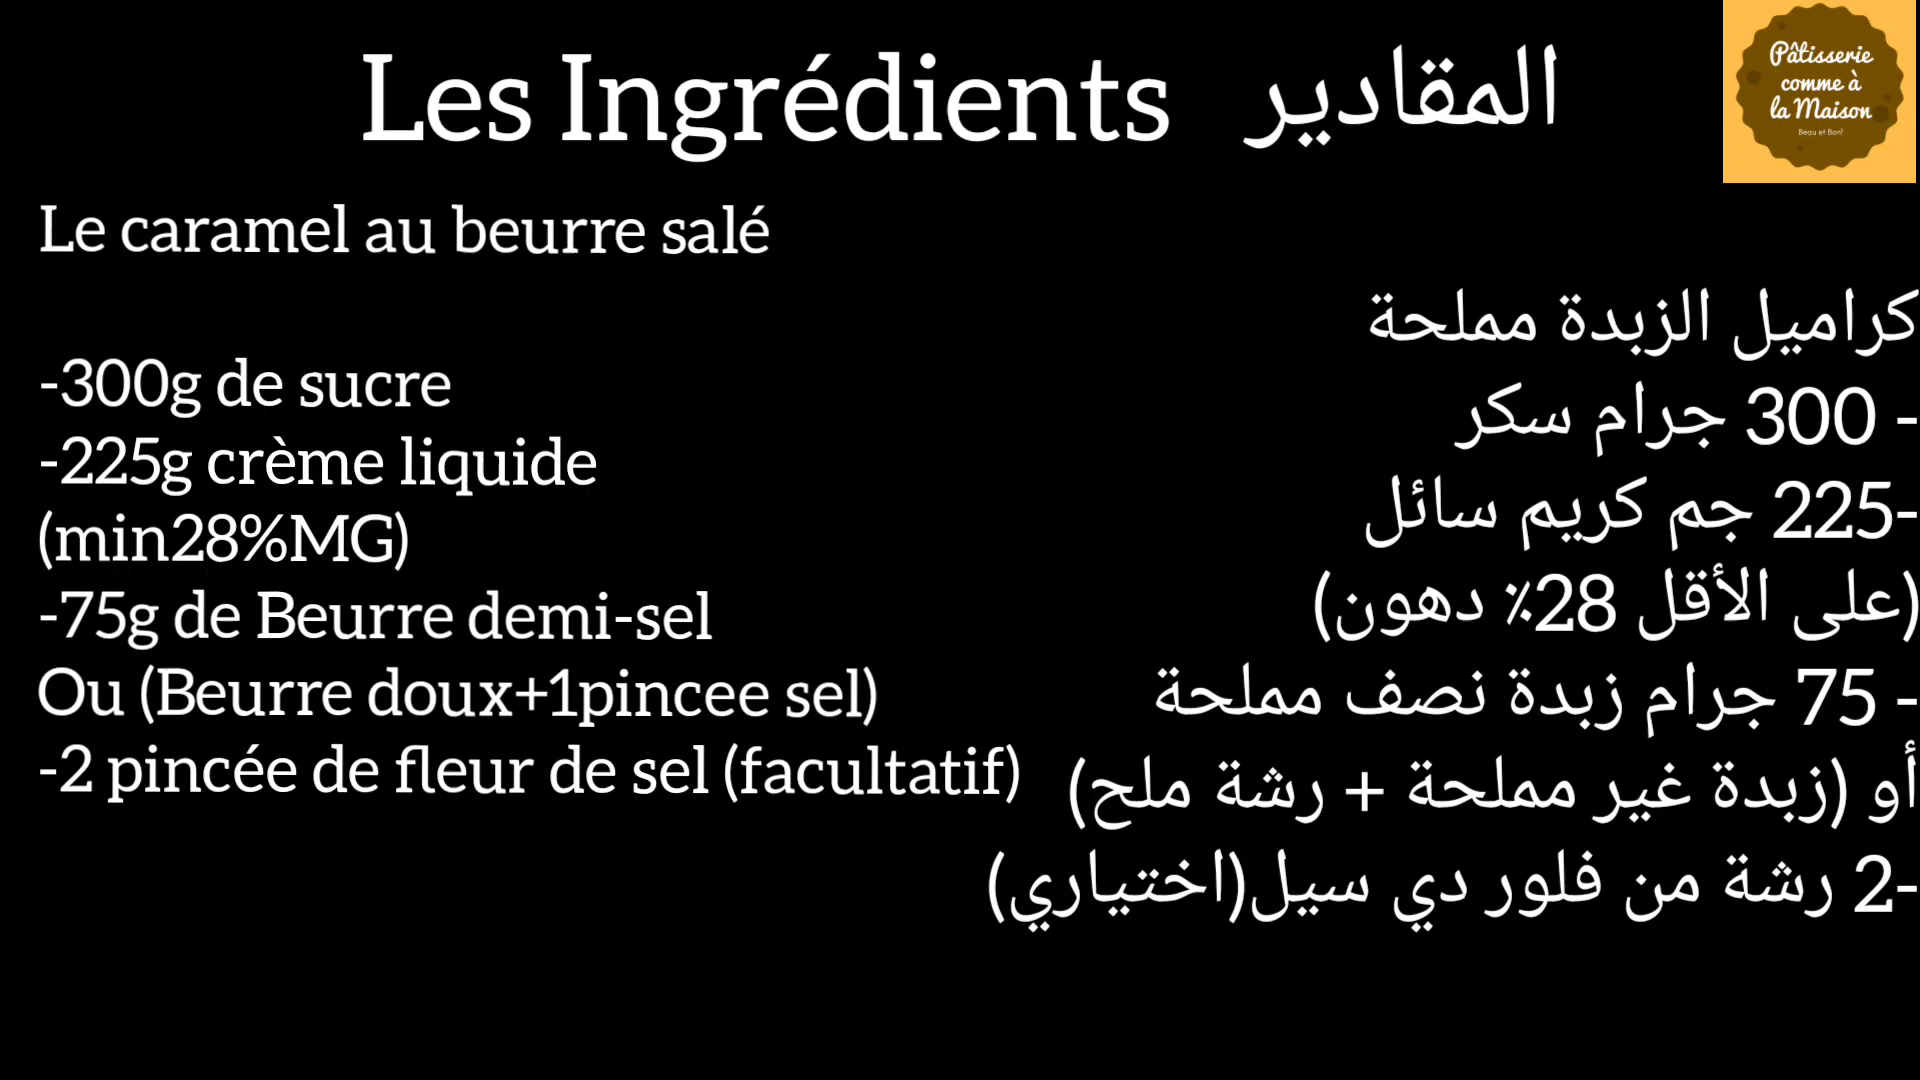 Les Ingrédients المقادير
Pâtisserie
comme à
la Maison
Beau et Bon!
Le caramel au beurre salé
-300g de sucre
-225g crème liquide
(min28%MG)
-75g de Beurre demi-sel
Ou (Beurre doux+1pincee sel)
-2 pincée de fleur de sel (facultatif)
كراميل الزبدة مملحة
- 300 جرام سكر
-225 جم كريم سائل
(على الأقل 28٪ دهون)
- 75 جرام زبدة نصف مملحة
أو (زبدة غير مملحة + رشة ملح)
-2 رشة من فلور دي سيل(اختياري)